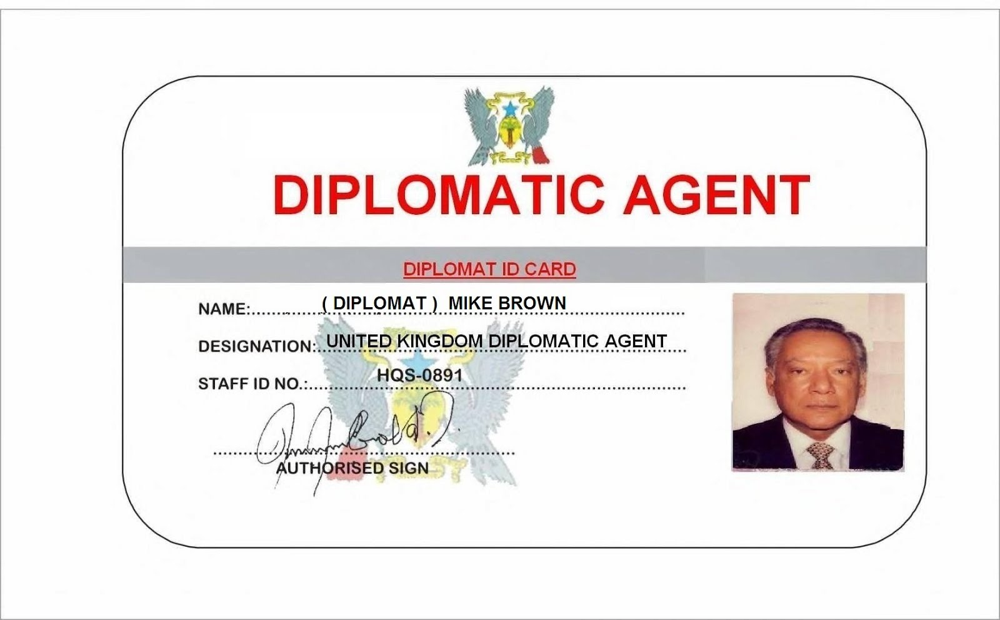 DIPLOMATIC AGENT
DIPLOMAT ID CARD
NAME:.......................( DIPLOMAT ) MIKE BROWN.......................
DESIGNATION:..UNITED KINGDOM DIPLOMATIC AGENT..
STAFF ID NO.:............HQS-0891............
AUTHORISED SIGN